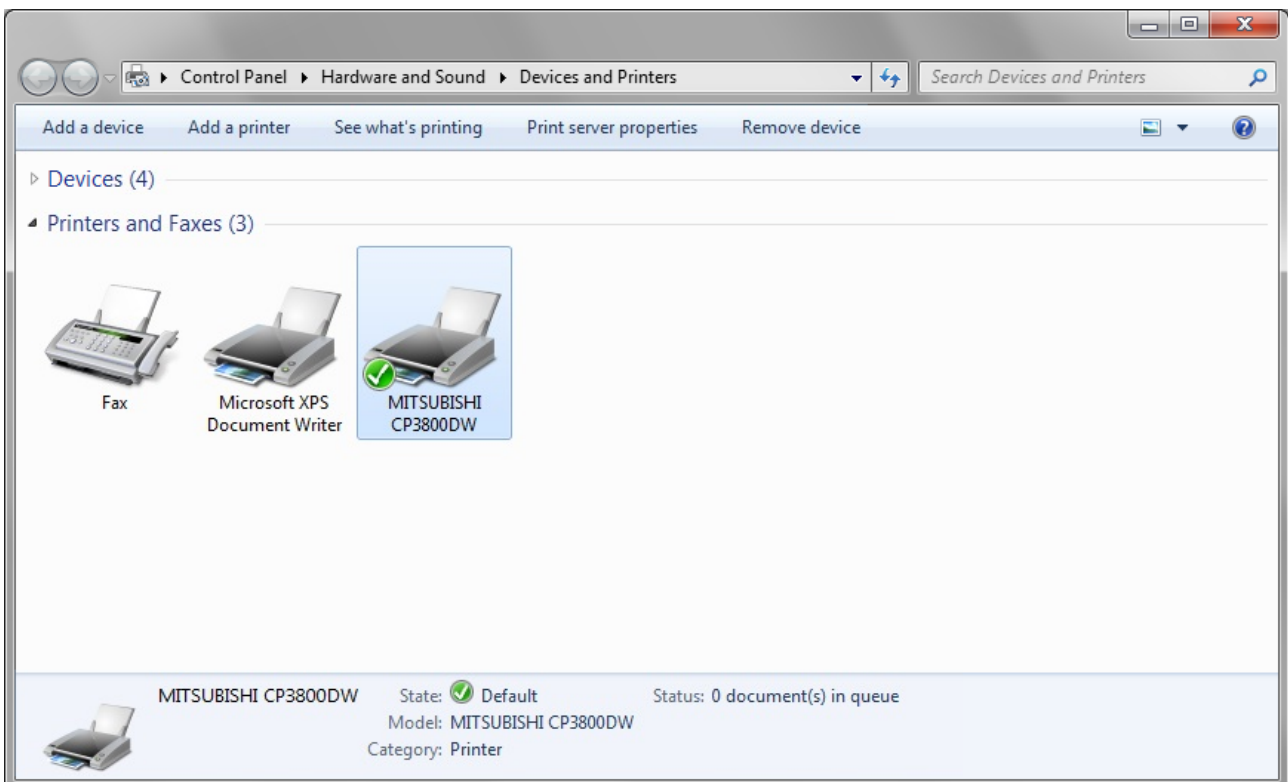 Control Panel Hardware and Sound Devices and Printers Search Devices and Printers
Add a device Add a printer See what's printing Print server properties Remove device
Devices (4)
Printers and Faxes (3)
Fax
Microsoft XPS
Document Writer
MITSUBISHI
CP3800DW
MITSUBISHI CP3800DW State: Default Status: 0 document(s) in queue
Model: MITSUBISHI CP3800DW
Category: Printer